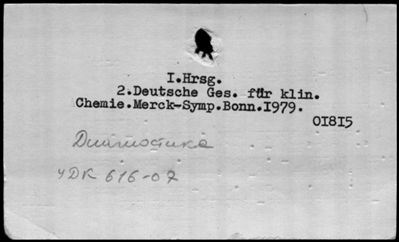 I.Hrsg.
2.Deutsche Ges. für klin.
Chemie.Merck-Symp.Bonn.I979.
OI8I5
Диагностика
УДК 616-07